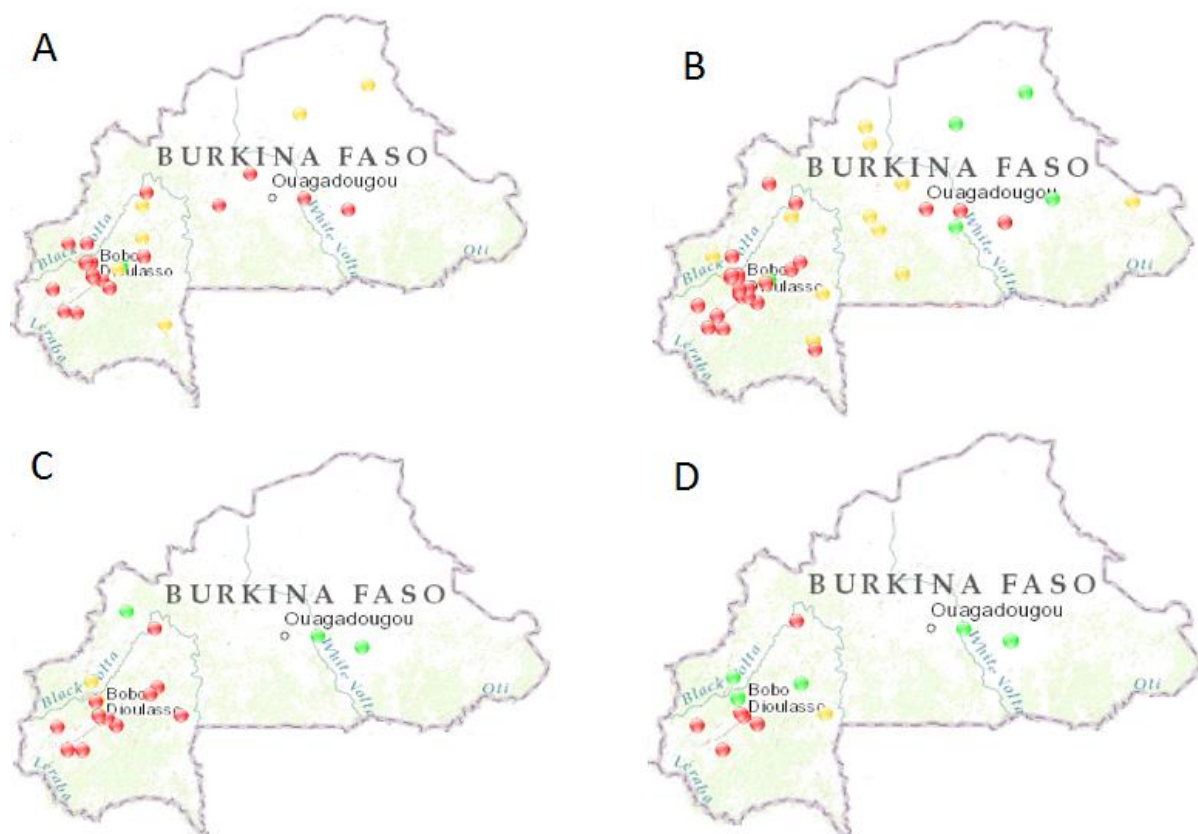 A
BURKINA FASO
Ouagadougou
White Volta
Black Volta
Bobo
Dioulasso
Oti
Léraba
B
BURKINA FASO
Ouagadougou
White Volta
Black Volta
Bobo
Dioulasso
Oti
Léraba
C
BURKINA FASO
Ouagadougou
White Volta
Black Volta
Bobo
Dioulasso
Oti
Léraba
D
BURKINA FASO
Ouagadougou
White Volta
Black Volta
Bobo
Dioulasso
Oti
Léraba